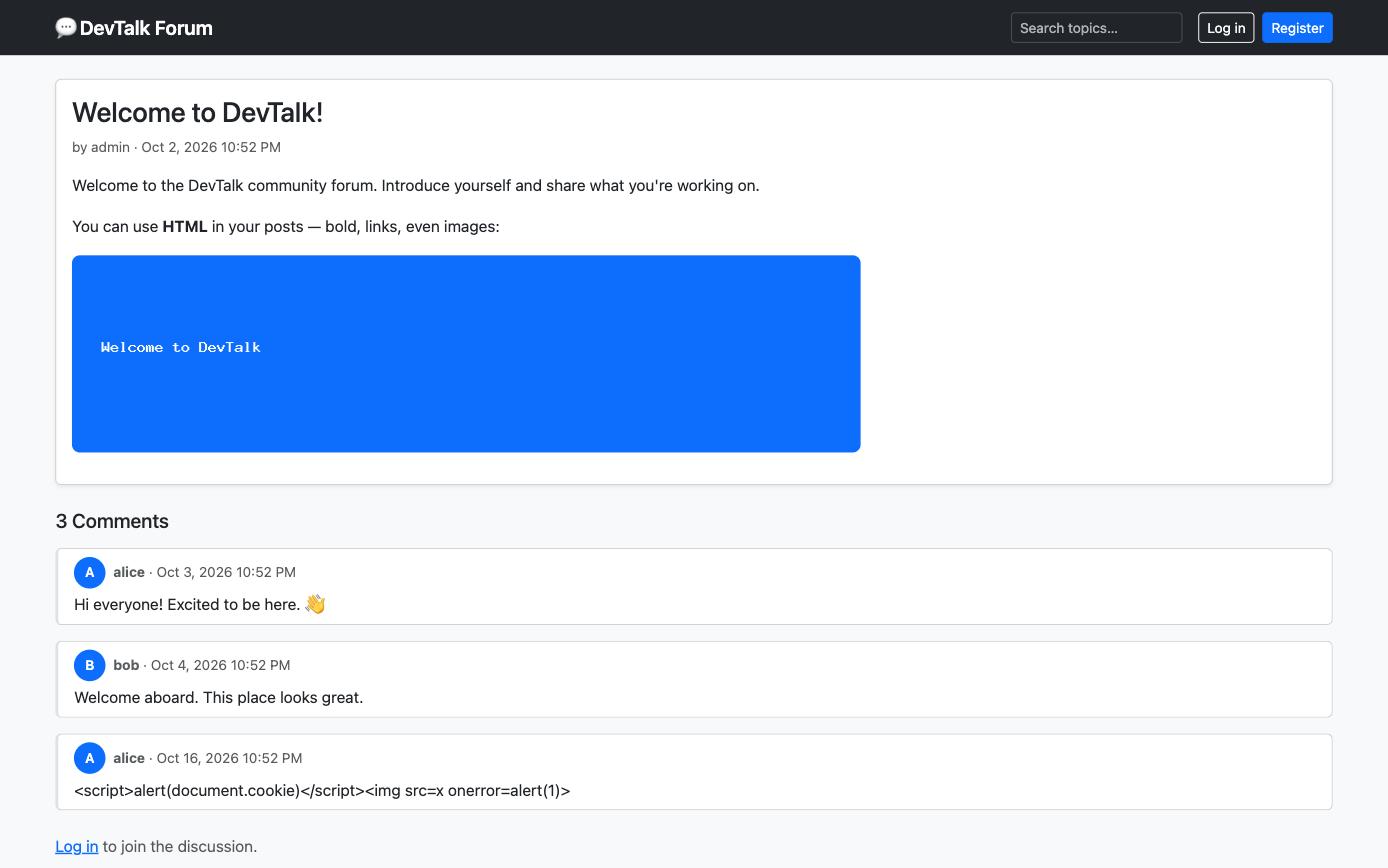 💬 DevTalk Forum
Search topics...
Log in
Register
Welcome to DevTalk!
by admin · Oct 2, 2026 10:52 PM
Welcome to the DevTalk community forum. Introduce yourself and share what you're working on.
You can use HTML in your posts — bold, links, even images:
Welcome to DevTalk
3 Comments
A alice · Oct 3, 2026 10:52 PM
Hi everyone! Excited to be here. 👋
B bob · Oct 4, 2026 10:52 PM
Welcome aboard. This place looks great.
A alice · Oct 16, 2026 10:52 PM
<script>alert(document.cookie)</script><img src=x onerror=alert(1)>
Log in to join the discussion.